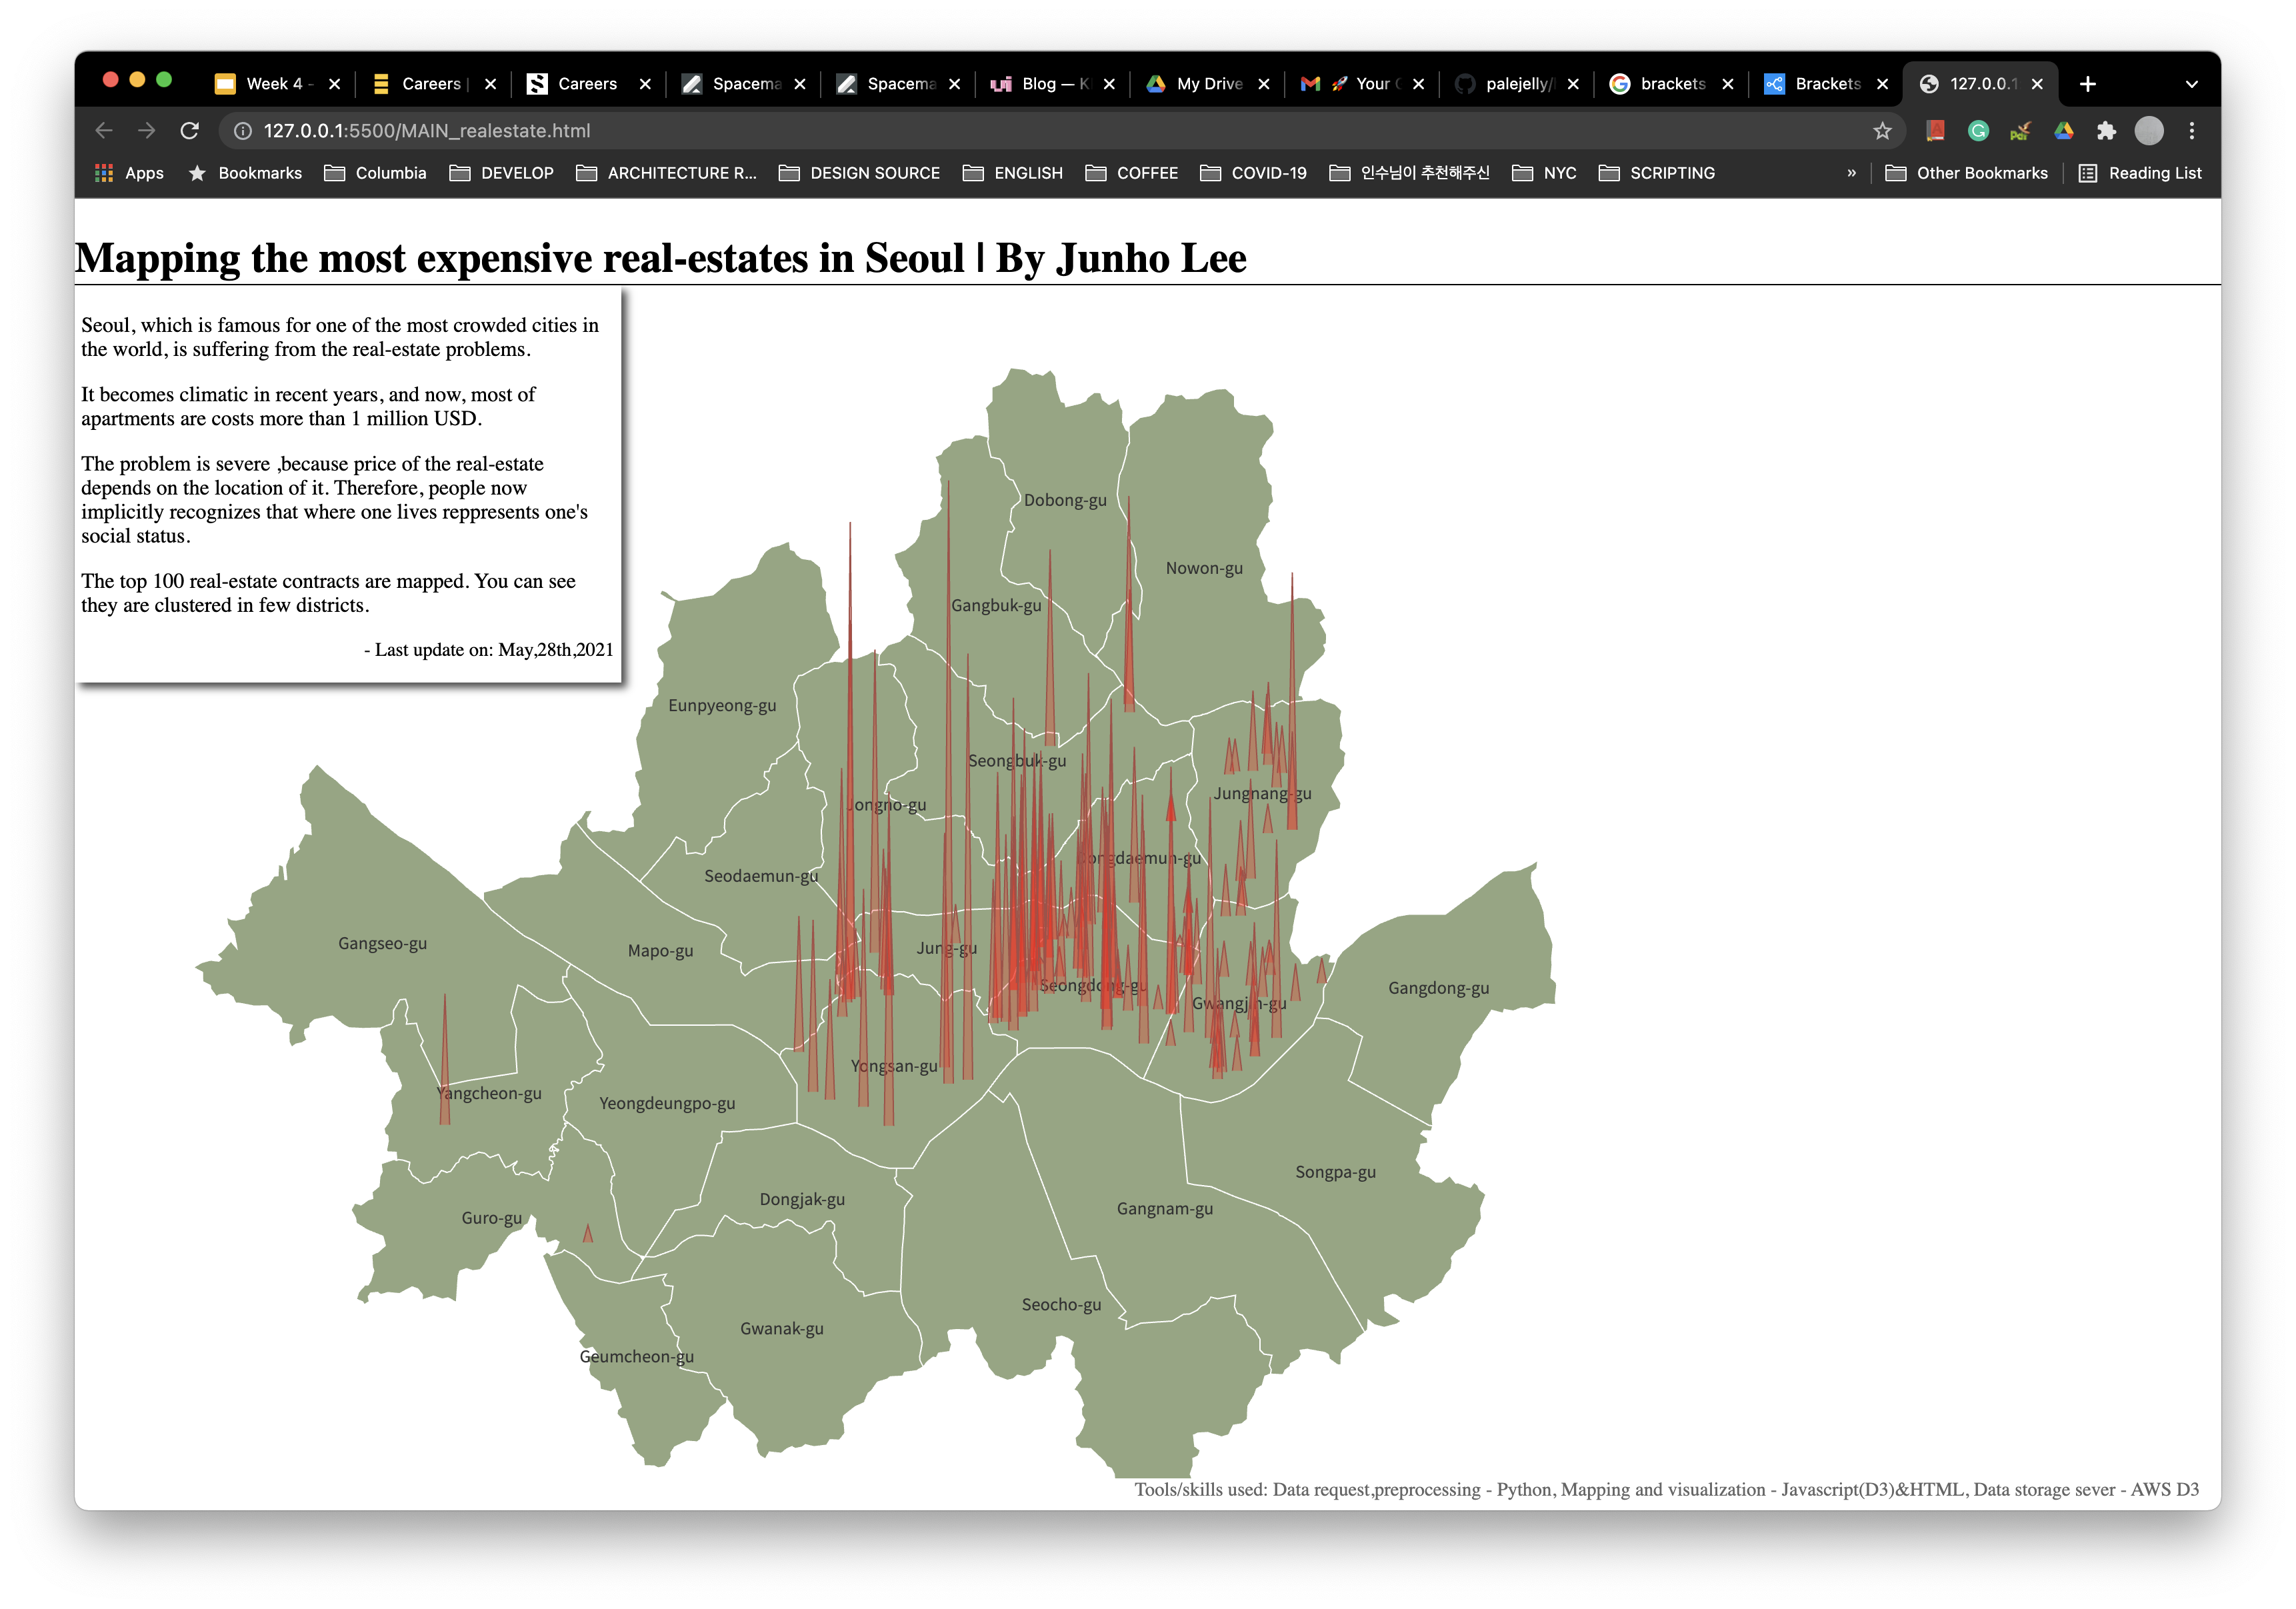 Week 4 -
Careers |
Careers
Spacema
Spacema
Blog — K
My Drive
🚀 Your
palejelly/
brackets
Brackets
127.0.0.1
127.0.0.1:5500/MAIN_realestate.html
Apps
Bookmarks
Columbia
DEVELOP
ARCHITECTURE R...
DESIGN SOURCE
ENGLISH
COFFEE
COVID-19
인수님이 추천해주신
NYC
SCRIPTING
»
Other Bookmarks
Reading List
Mapping the most expensive real-estates in Seoul | By Junho Lee
Seoul, which is famous for one of the most crowded cities in
the world, is suffering from the real-estate problems.
It becomes climatic in recent years, and now, most of
apartments are costs more than 1 million USD.
The problem is severe ,because price of the real-estate
depends on the location of it. Therefore, people now
implicitly recognizes that where one lives reppresents one's
social status.
The top 100 real-estate contracts are mapped. You can see
they are clustered in few districts.
- Last update on: May,28th,2021
Dobong-gu
Nowon-gu
Gangbuk-gu
Eunpyeong-gu
Seongbuk-gu
Jongno-gu
Jungnang-gu
Dongdaemun-gu
Seodaemun-gu
Gangseo-gu
Mapo-gu
Jung-gu
Seongdong-gu
Gwangjin-gu
Gangdong-gu
Yongsan-gu
Yangcheon-gu
Yeongdeungpo-gu
Songpa-gu
Dongjak-gu
Gangnam-gu
Guro-gu
Seocho-gu
Gwanak-gu
Geumcheon-gu
Tools/skills used: Data request,preprocessing - Python, Mapping and visualization - Javascript(D3)&HTML, Data storage sever - AWS D3